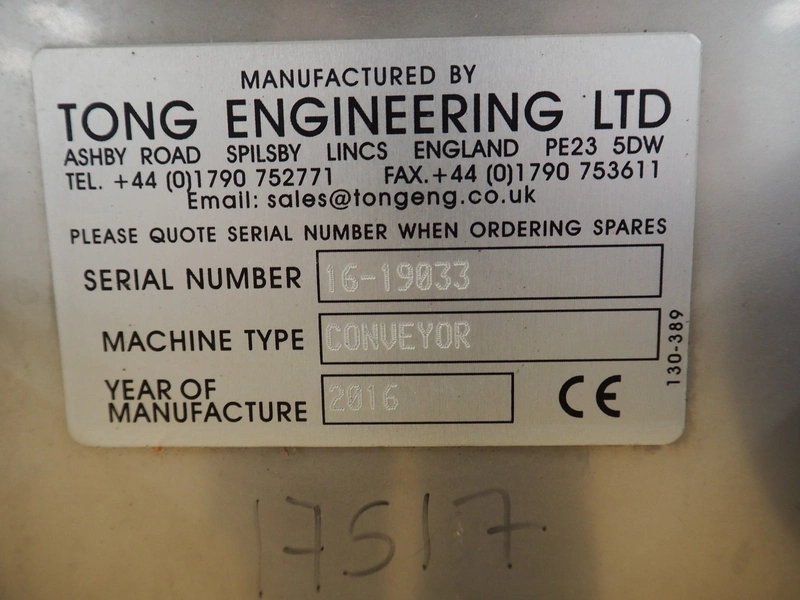 MANUFACTURED BY
TONG ENGINEERING LTD
ASHBY ROAD SPILSBY LINCS ENGLAND PE23 5DW
TEL. +44 (0)1790 752771 FAX.+44 (0)1790 753611
Email: sales@tongeng.co.uk
PLEASE QUOTE SERIAL NUMBER WHEN ORDERING SPARES
SERIAL NUMBER 16-19033
MACHINE TYPE CONVEYOR
YEAR OF
MANUFACTURE 2016
CE
130-389
17517